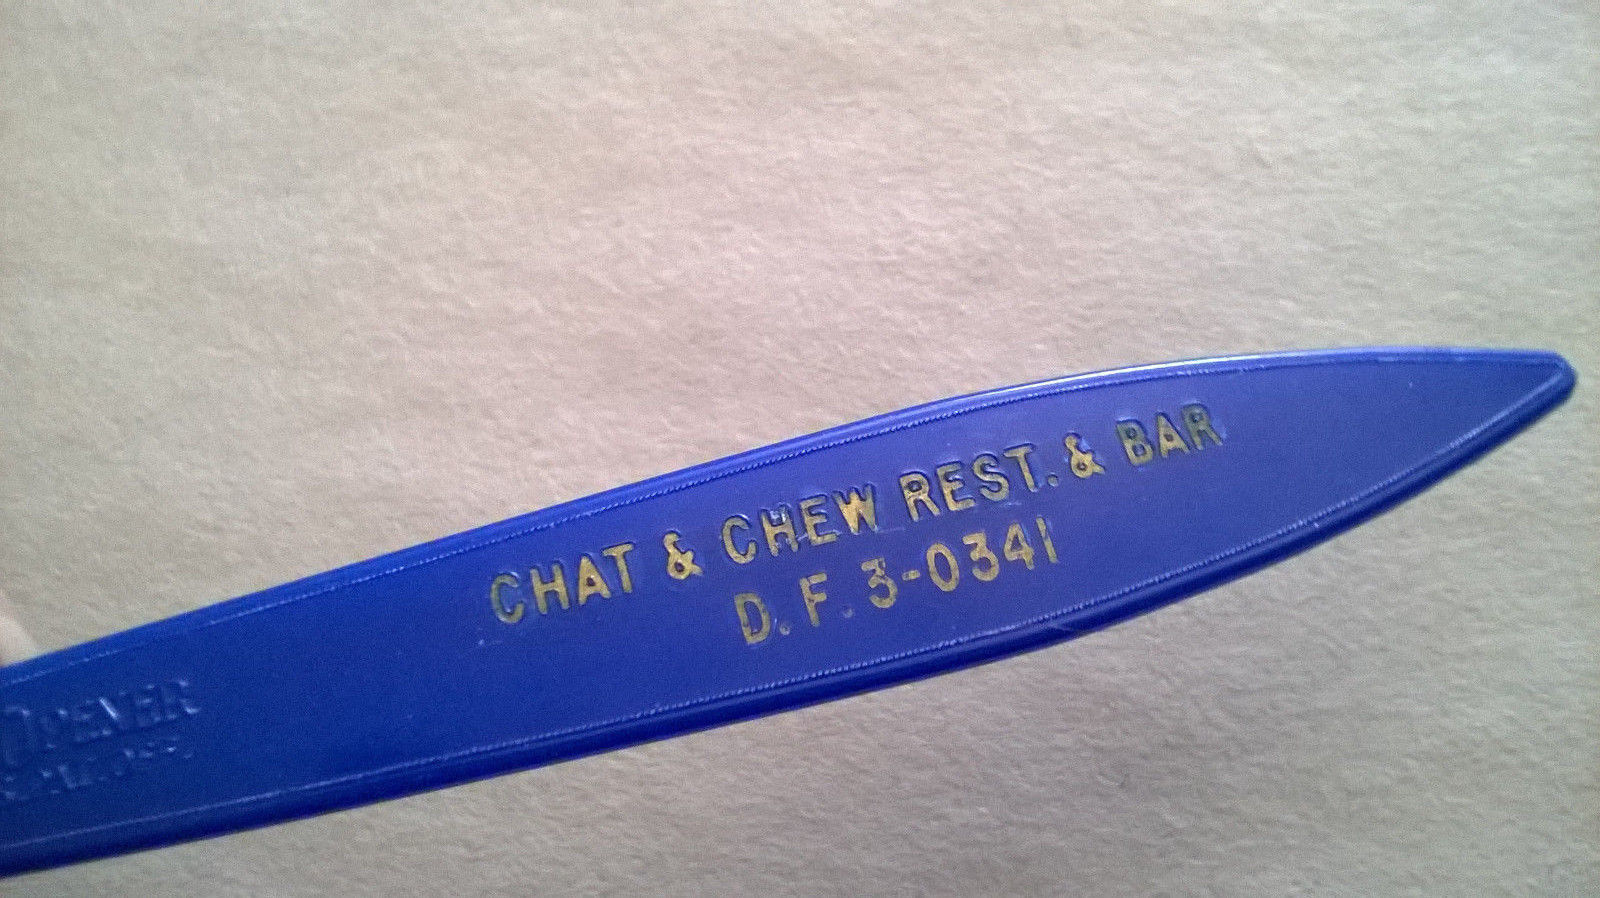 CHAT & CHEW REST. & BAR
D. F. 3-0341
OPENER